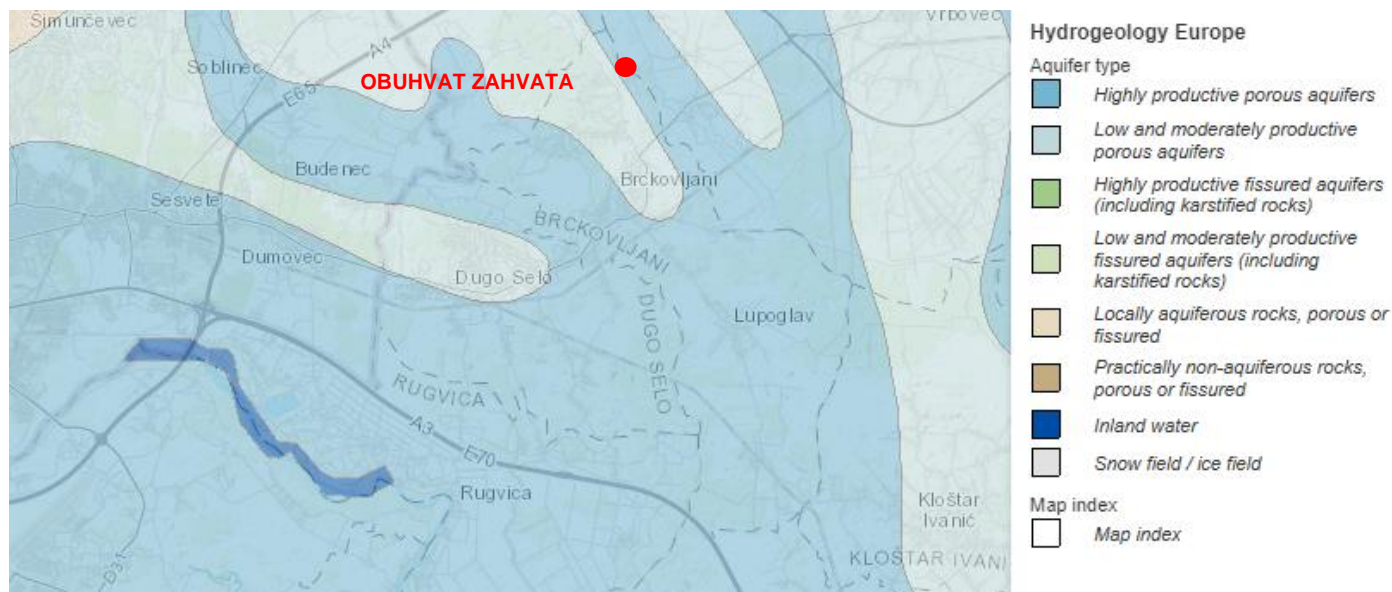 Šimunčevec
Vrbovec
A4
Soblinec
OBUHVAT ZAHVATA
E65
Budenec
Brckovljani
Sesvete
BRCKOVLJANI
Dumovec
Dugo Selo
DUGO SELO
Lupoglav
RUGVICA
A3
E-70
Rugvica
Kloštar
Ivanić
KLOŠTAR IVANI
D31
Hydrogeology Europe
Aquifer type
Highly productive porous aquifers
Low and moderately productive
porous aquifers
Highly productive fissured aquifers
(including karstified rocks)
Low and moderately productive
fissured aquifers (including
karstified rocks)
Locally aquiferous rocks, porous or
fissured
Practically non-aquiferous rocks,
porous or fissured
Inland water
Snow field / ice field
Map index
Map index